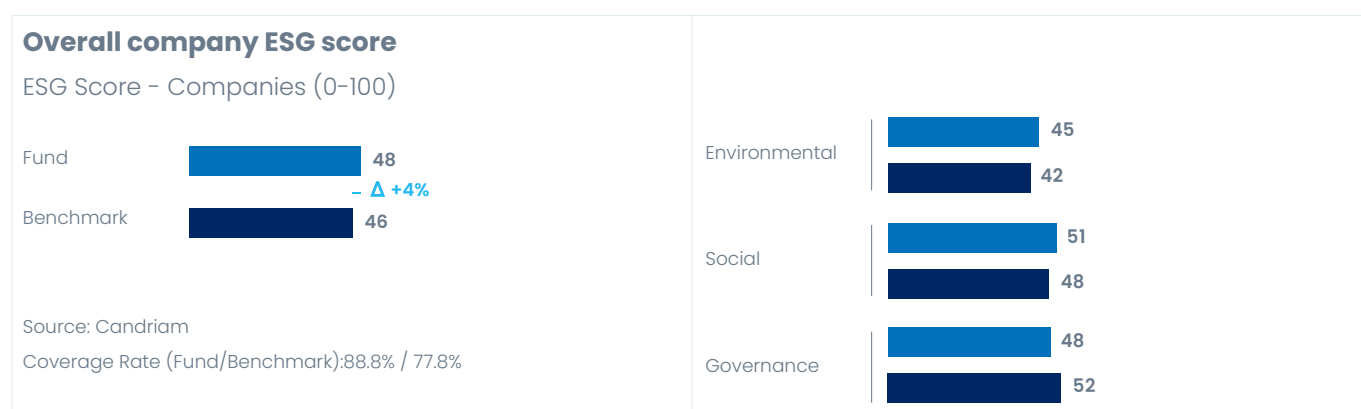 Overall company ESG score
ESG Score - Companies (0-100)
Fund
48
Δ +4%
Benchmark
46
Source: Candriam
Coverage Rate (Fund/Benchmark):88.8% / 77.8%
Environmental
45
42
Social
51
48
Governance
48
52